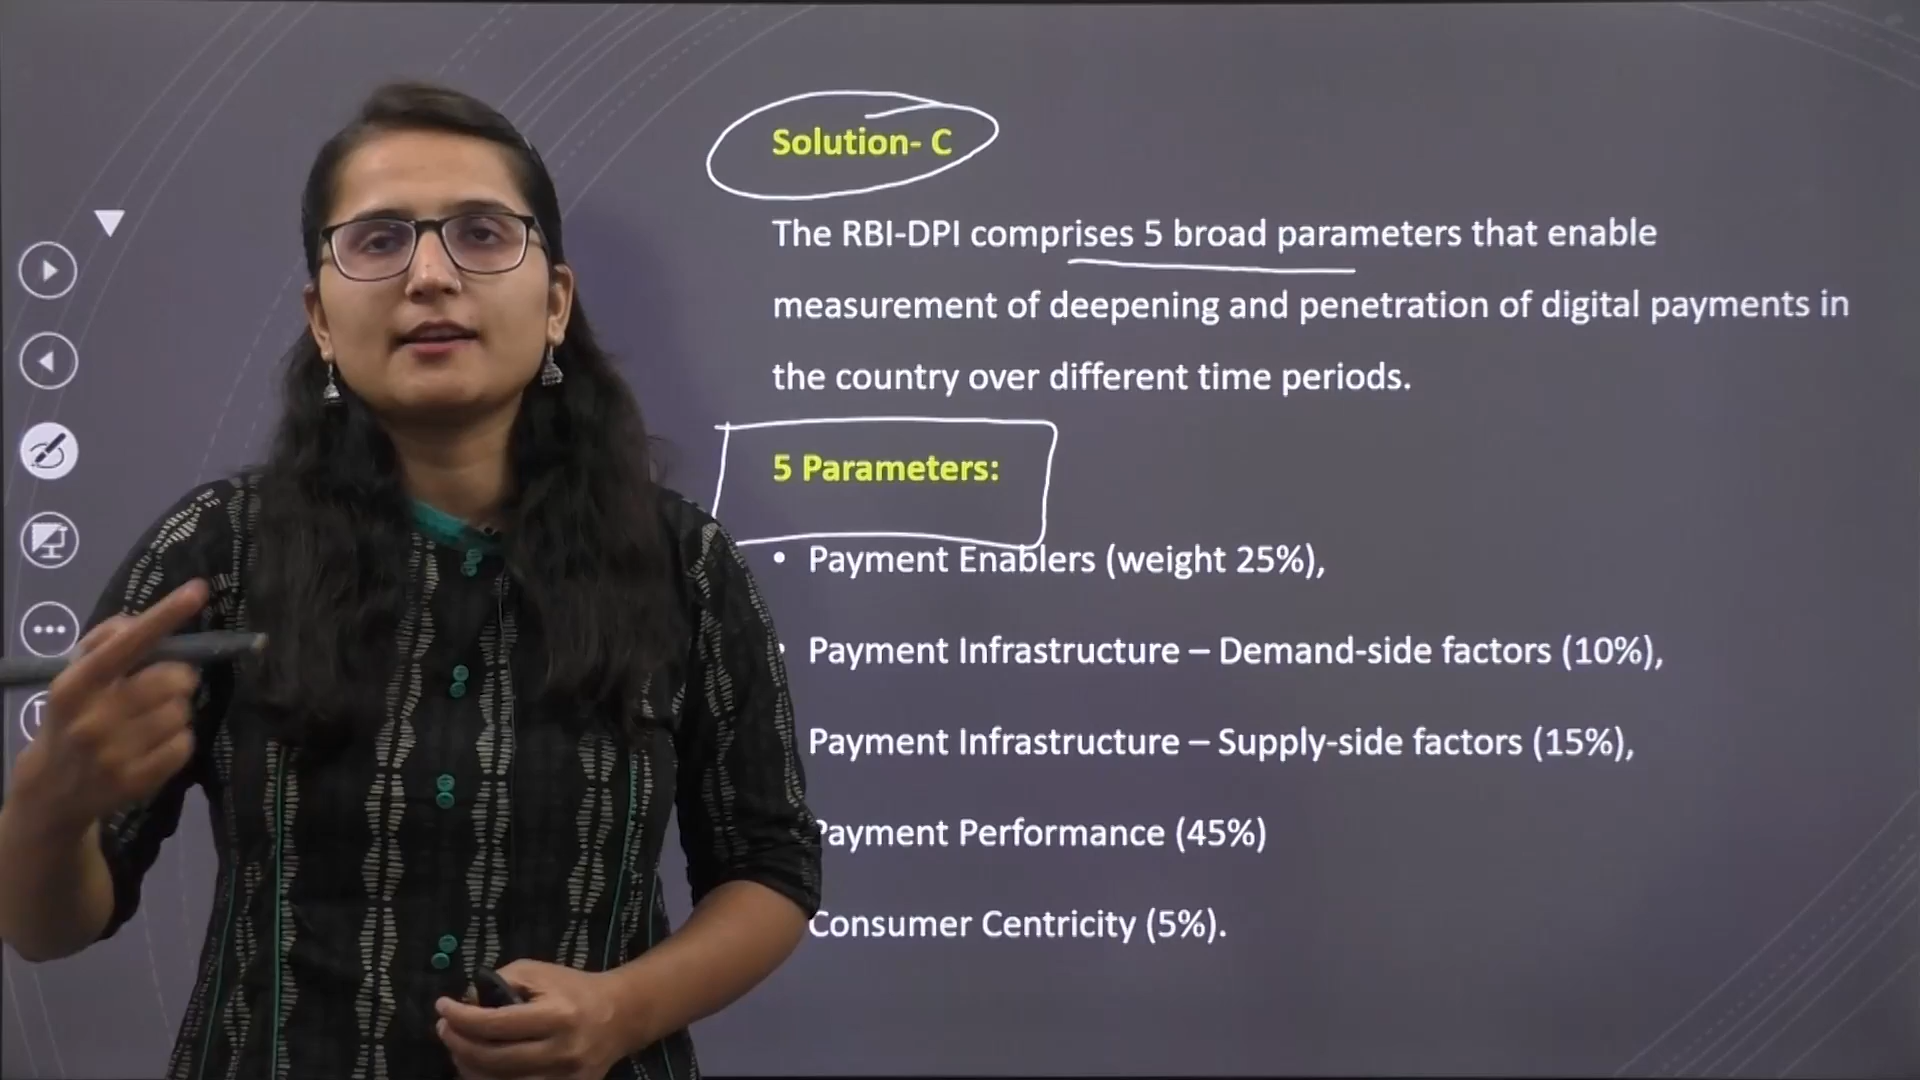 Solution- C
The RBI-DPI comprises 5 broad parameters that enable
measurement of deepening and penetration of digital payments in
the country over different time periods.
5 Parameters:
• Payment Enablers (weight 25%),
• Payment Infrastructure – Demand-side factors (10%),
Payment Infrastructure – Supply-side factors (15%),
Payment Performance (45%)
Consumer Centricity (5%).